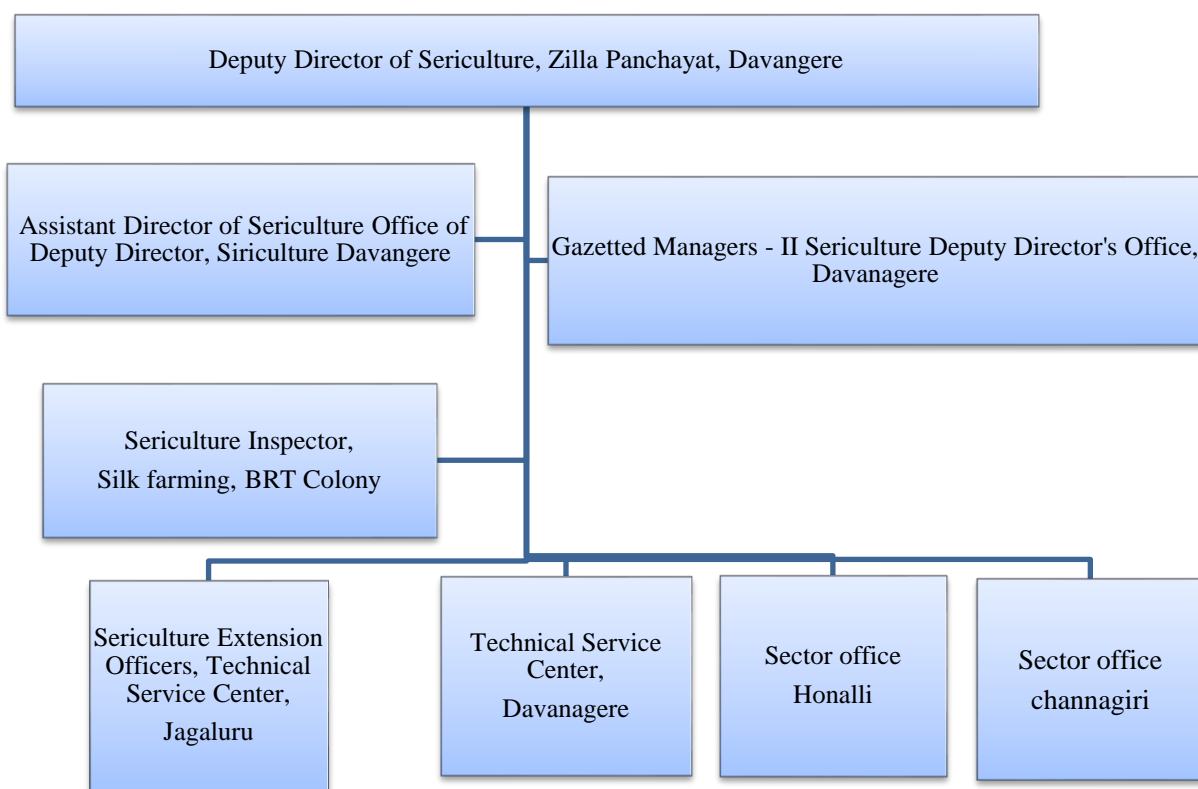 Deputy Director of Sericulture, Zilla Panchayat, Davangere
Assistant Director of Sericulture Office of
Deputy Director, Siriculture Davangere
Gazetted Managers - II Sericulture Deputy Director's Office,
Davanagere
Sericulture Inspector,
Silk farming, BRT Colony
Sericulture Extension
Officers, Technical
Service Center,
Jagaluru
Technical Service
Center,
Davanagere
Sector office
Honalli
Sector office
channagiri